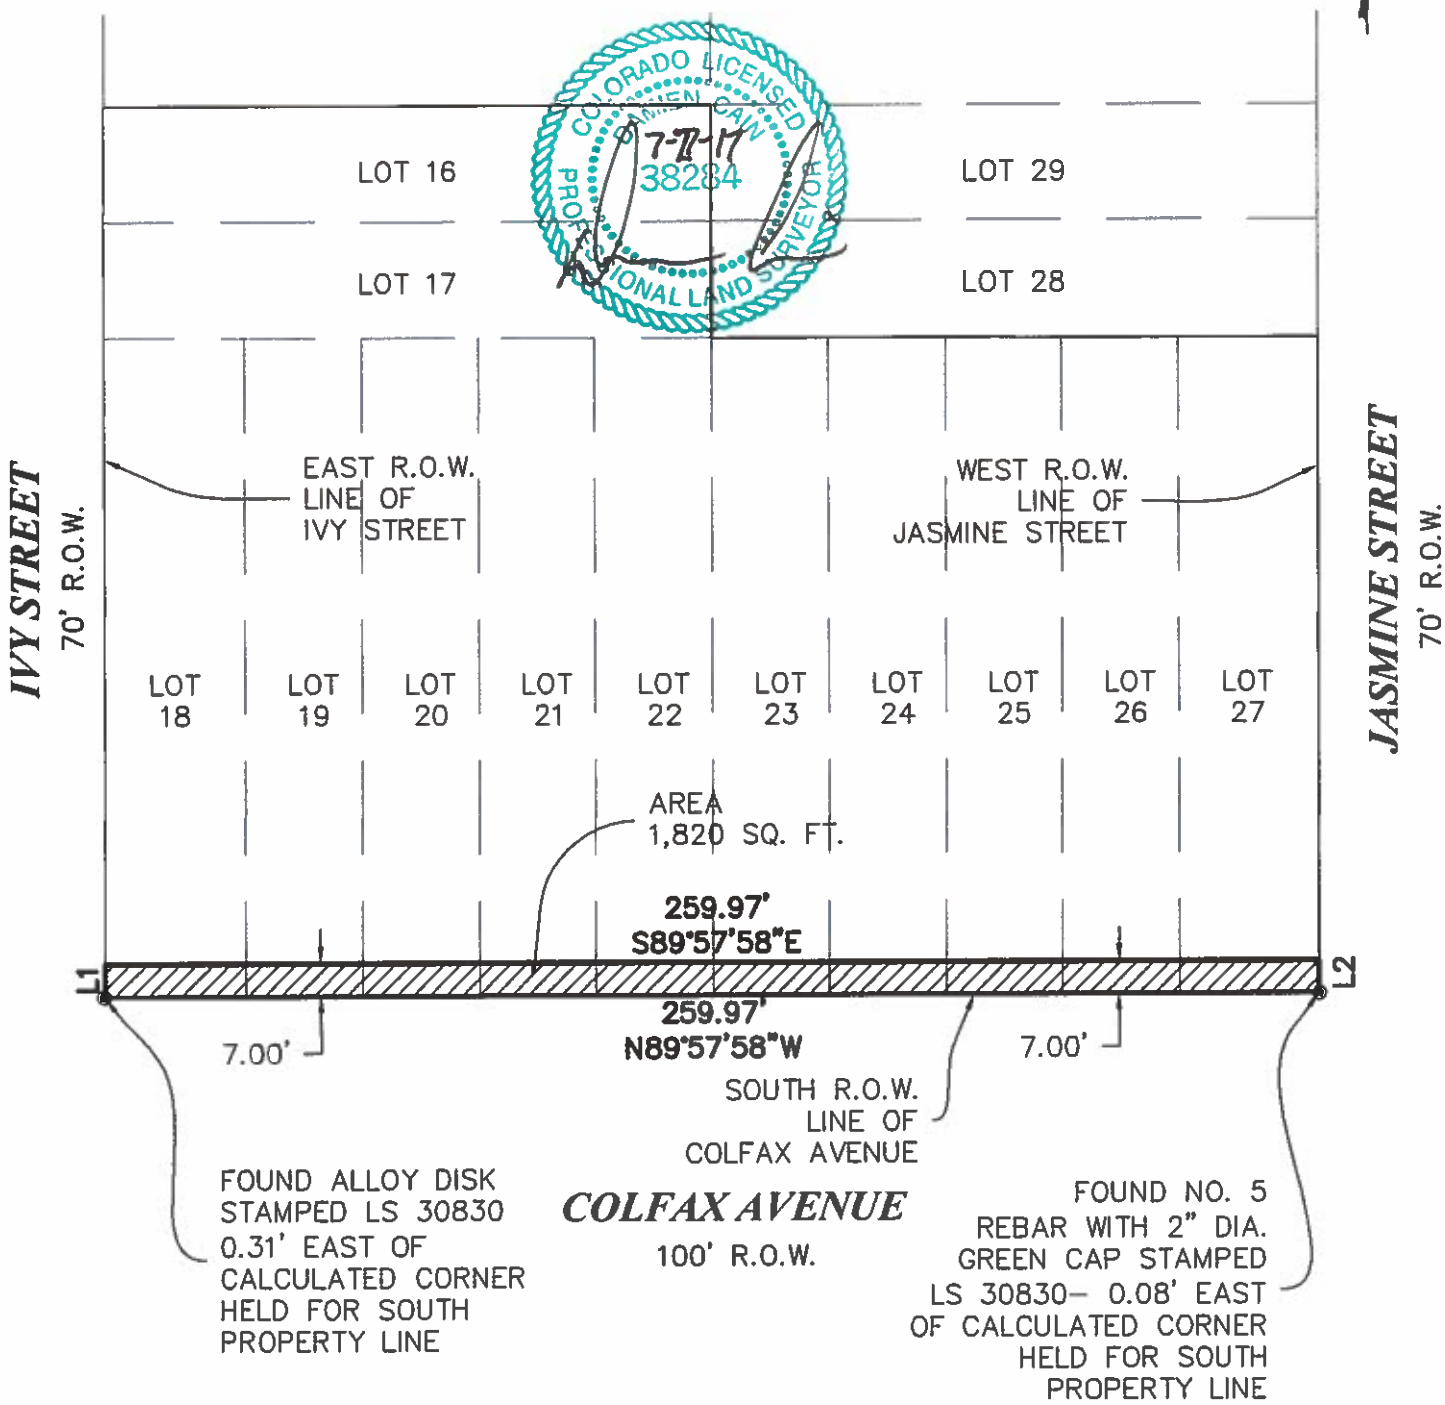 COLORADO LICENSED
DAMIEN CAIN
7-27-17
38284
PROFESSIONAL LAND SURVEYOR
LOT 16
LOT 29
LOT 17
LOT 28
IVY STREET
70' R.O.W.
EAST R.O.W.
LINE OF
IVY STREET
WEST R.O.W.
LINE OF
JASMINE STREET
JASMINE STREET
70' R.O.W.
LOT
18
LOT
19
LOT
20
LOT
21
LOT
22
LOT
23
LOT
24
LOT
25
LOT
26
LOT
27
AREA
1,820 SQ. FT.
259.97'
S89°57'58"E
L1
L2
259.97'
N89°57'58"W
7.00'
7.00'
SOUTH R.O.W.
LINE OF
COLFAX AVENUE
COLFAX AVENUE
100' R.O.W.
FOUND ALLOY DISK
STAMPED LS 30830
0.31' EAST OF
CALCULATED CORNER
HELD FOR SOUTH
PROPERTY LINE
FOUND NO. 5
REBAR WITH 2" DIA.
GREEN CAP STAMPED
LS 30830– 0.08' EAST
OF CALCULATED CORNER
HELD FOR SOUTH
PROPERTY LINE